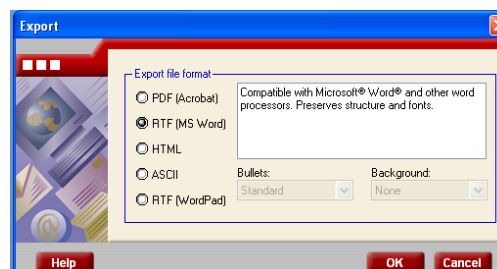 Export
Export file format
PDF (Acrobat)
RTF (MS Word)
HTML
ASCII
RTF (WordPad)
Compatible with Microsoft® Word® and other word
processors. Preserves structure and fonts.
Bullets:
Background:
Standard
None
@
Help
OK
Cancel